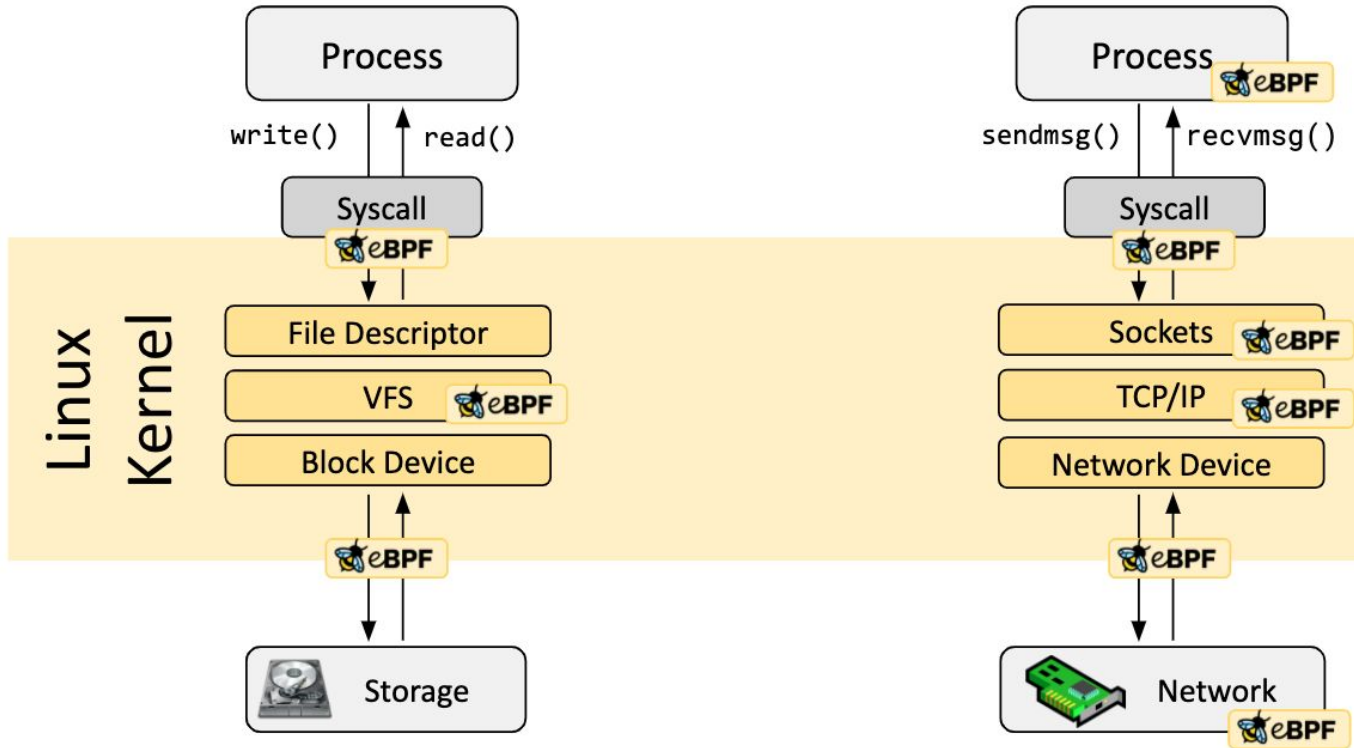 Process
write()
read()
Syscall
eBPF
File Descriptor
VFS
eBPF
Block Device
eBPF
Storage
Linux
Kernel
Process
eBPF
sendmsg()
recvmsg()
Syscall
eBPF
Sockets
eBPF
TCP/IP
eBPF
Network Device
eBPF
Network
eBPF